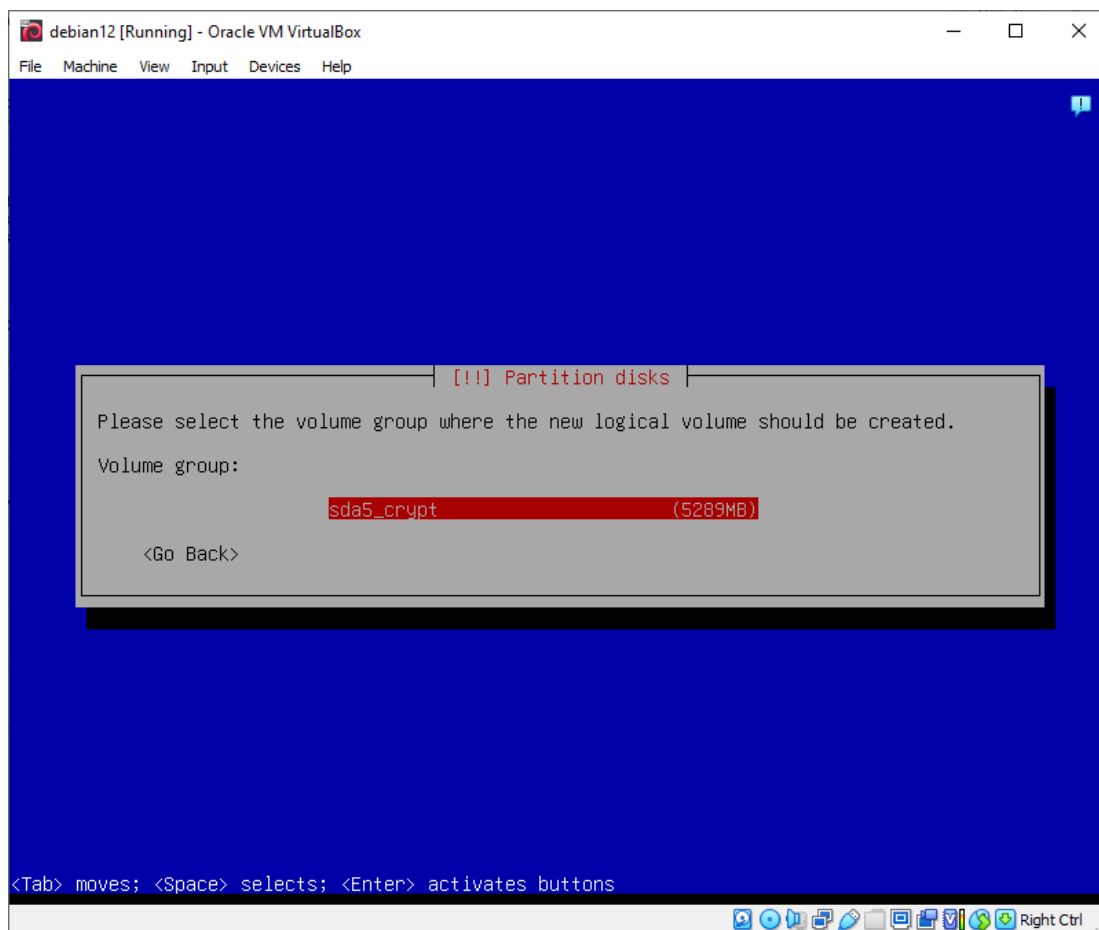 debian12 [Running] - Oracle VM VirtualBox
File Machine View Input Devices Help
[!!] Partition disks
Please select the volume group where the new logical volume should be created.
Volume group:
sda5_crypt (5289MB)
<Go Back>
<Tab> moves; <Space> selects; <Enter> activates buttons
Right Ctrl